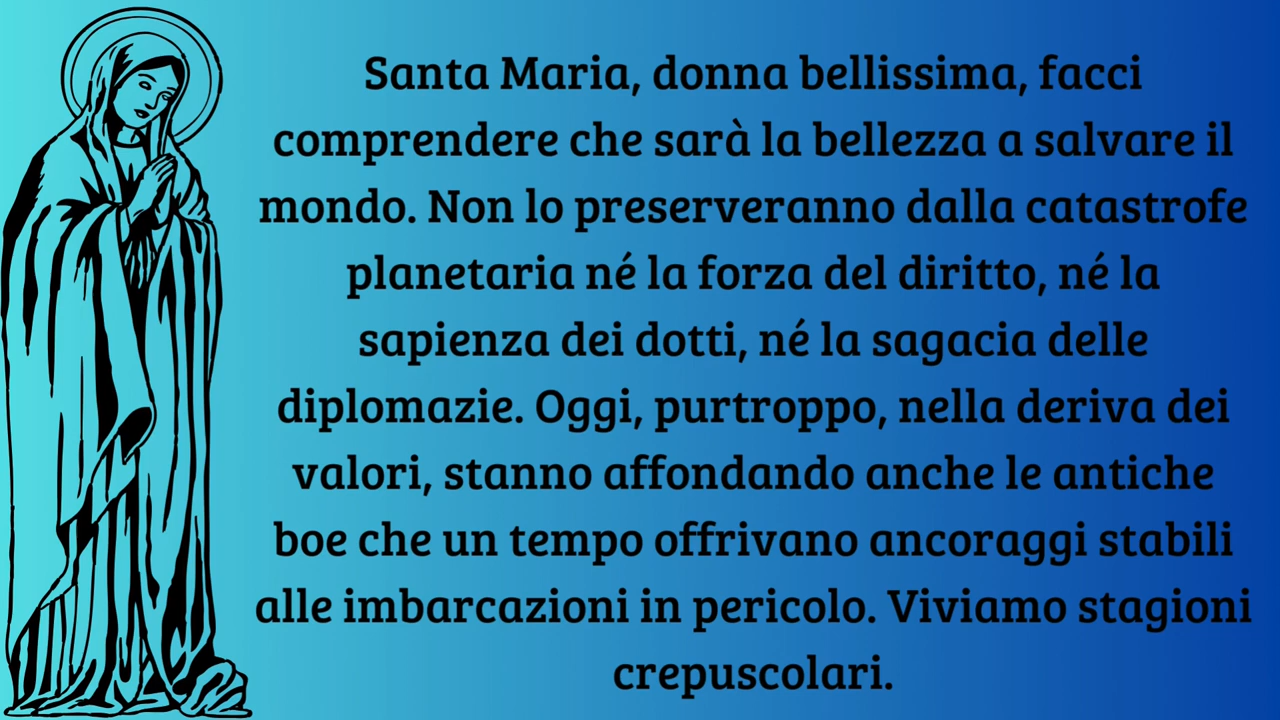 Santa Maria, donna bellissima, facci
comprendere che sarà la bellezza a salvare il
mondo. Non lo preserveranno dalla catastrofe
planetaria né la forza del diritto, né la
sapienza dei dotti, né la sagacia delle
diplomazie. Oggi, purtroppo, nella deriva dei
valori, stanno affondando anche le antiche
boe che un tempo offrivano ancoraggi stabili
alle imbarcazioni in pericolo. Viviamo stagioni
crepuscolari.